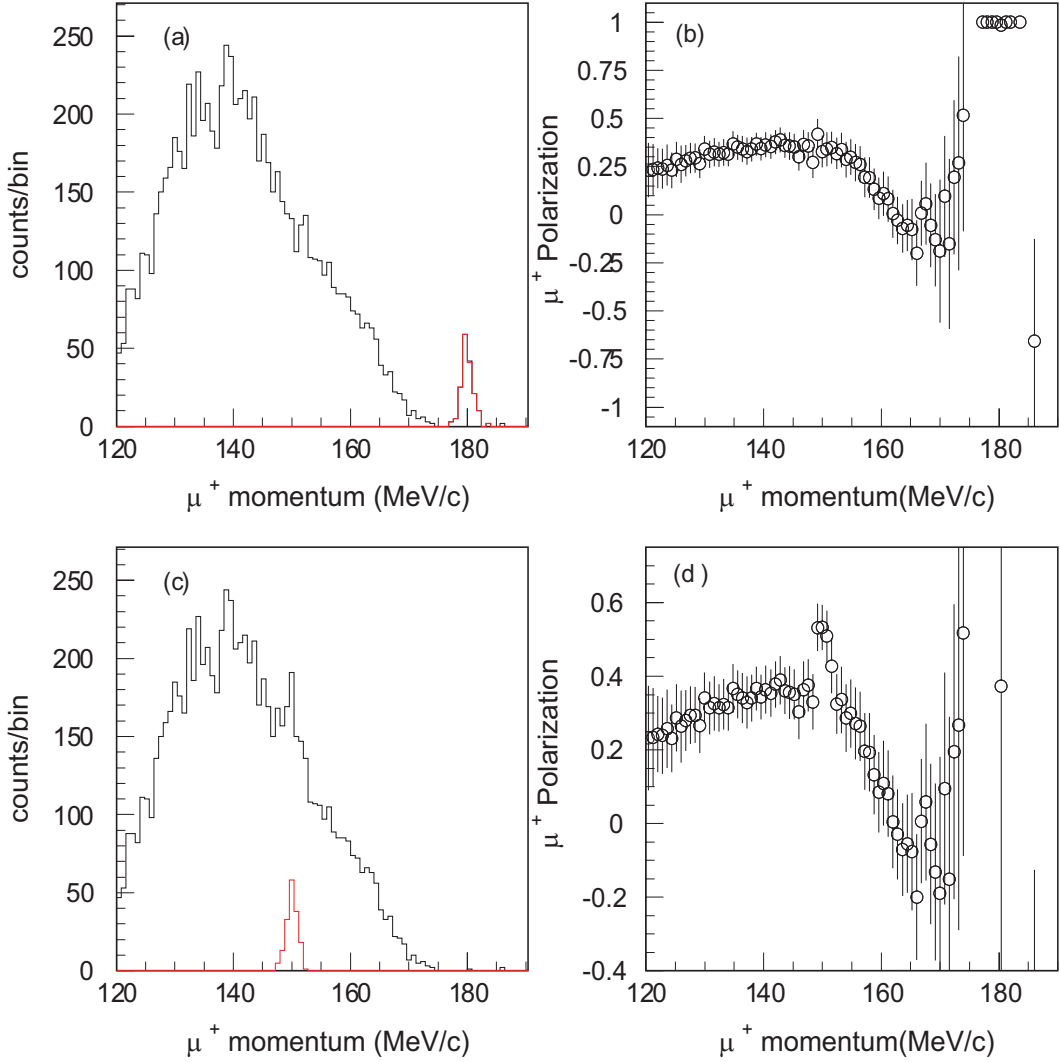 (a)
counts/bin
250
200
150
100
50
0
120 140 160 180
μ + momentum (MeV/c)
(b)
μ + Polarization
1
0.75
0.5
0.25
0
-0.25
-0.5
-0.75
-1
120 140 160 180
μ + momentum(MeV/c)
(c)
counts/bin
250
200
150
100
50
0
120 140 160 180
μ + momentum (MeV/c)
(d )
μ + Polarization
0.6
0.4
0.2
0
-0.2
-0.4
120 140 160 180
μ + momentum(MeV/c)